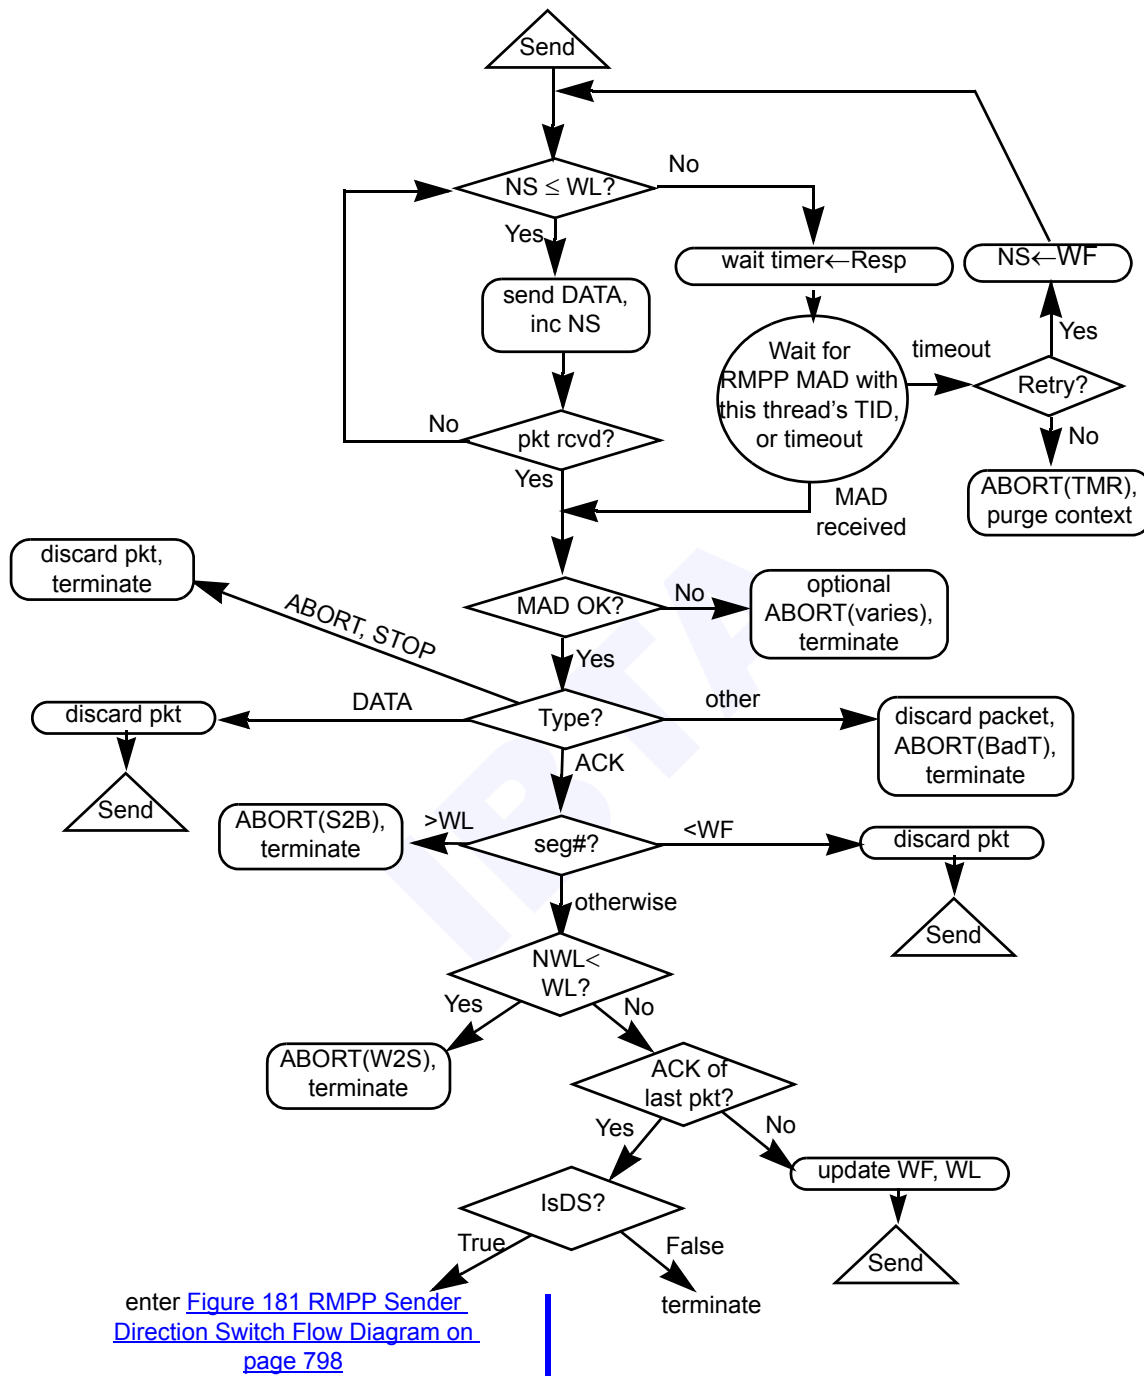 Send
No
NS ≤ WL?
Yes
wait timer←Resp
NS←WF
send DATA,
inc NS
Yes
Wait for
RMPP MAD with
this thread's TID,
or timeout
timeout
Retry?
No
pkt rcvd?
No
Yes
MAD
received
ABORT(TMR),
purge context
discard pkt,
terminate
ABORT, STOP
MAD OK?
No
optional
ABORT(varies),
terminate
Yes
DATA
discard pkt
Type?
other
discard packet,
ABORT(BadT),
terminate
ACK
Send
ABORT(S2B),
terminate
>WL
seg#?
<WF
discard pkt
otherwise
Send
NWL<
WL?
Yes
No
ABORT(W2S),
terminate
ACK of
last pkt?
Yes
No
update WF, WL
IsDS?
Send
True
False
enter Figure 181 RMPP Sender
Direction Switch Flow Diagram on
page 798
terminate
IBTA